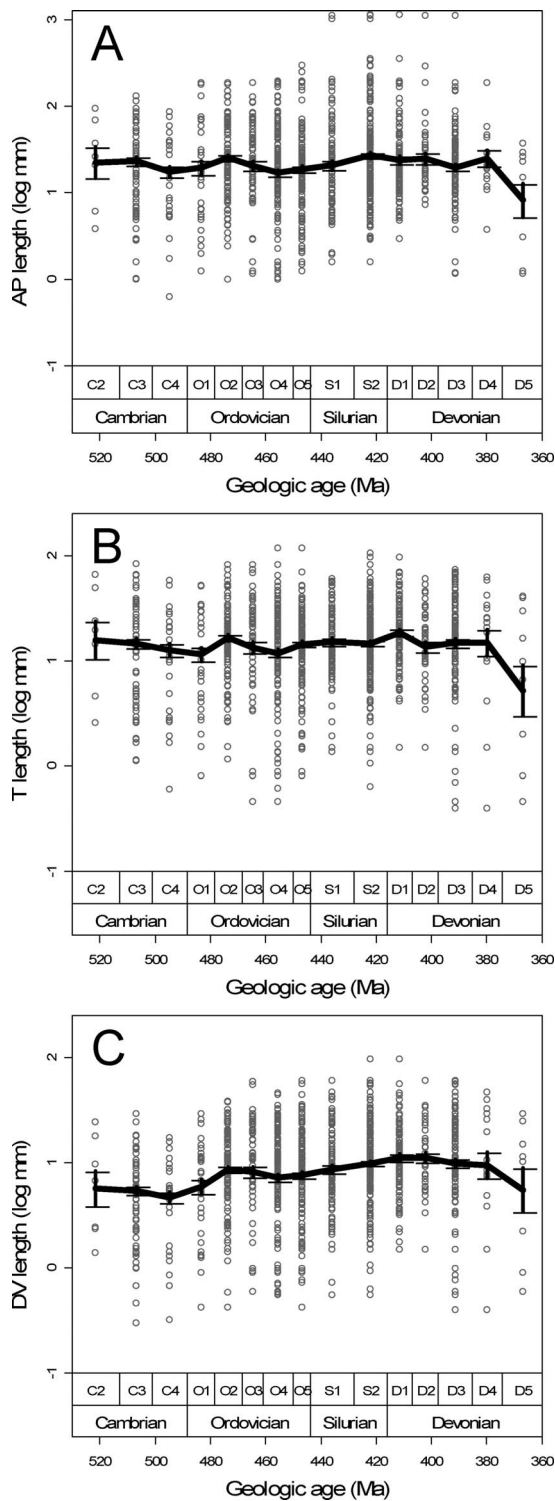 A
AP length (log mm)
3
2
1
0
-1
C2 C3 C4 O1 O2 O3 O4 O5 S1 S2 D1 D2 D3 D4 D5
Cambrian Ordovician Silurian Devonian
520 500 480 460 440 420 400 380 360
Geologic age (Ma)
B
T length (log mm)
2
1
0
-1
C2 C3 C4 O1 O2 O3 O4 O5 S1 S2 D1 D2 D3 D4 D5
Cambrian Ordovician Silurian Devonian
520 500 480 460 440 420 400 380 360
Geologic age (Ma)
C
DV length (log mm)
2
1
0
-1
C2 C3 C4 O1 O2 O3 O4 O5 S1 S2 D1 D2 D3 D4 D5
Cambrian Ordovician Silurian Devonian
520 500 480 460 440 420 400 380 360
Geologic age (Ma)